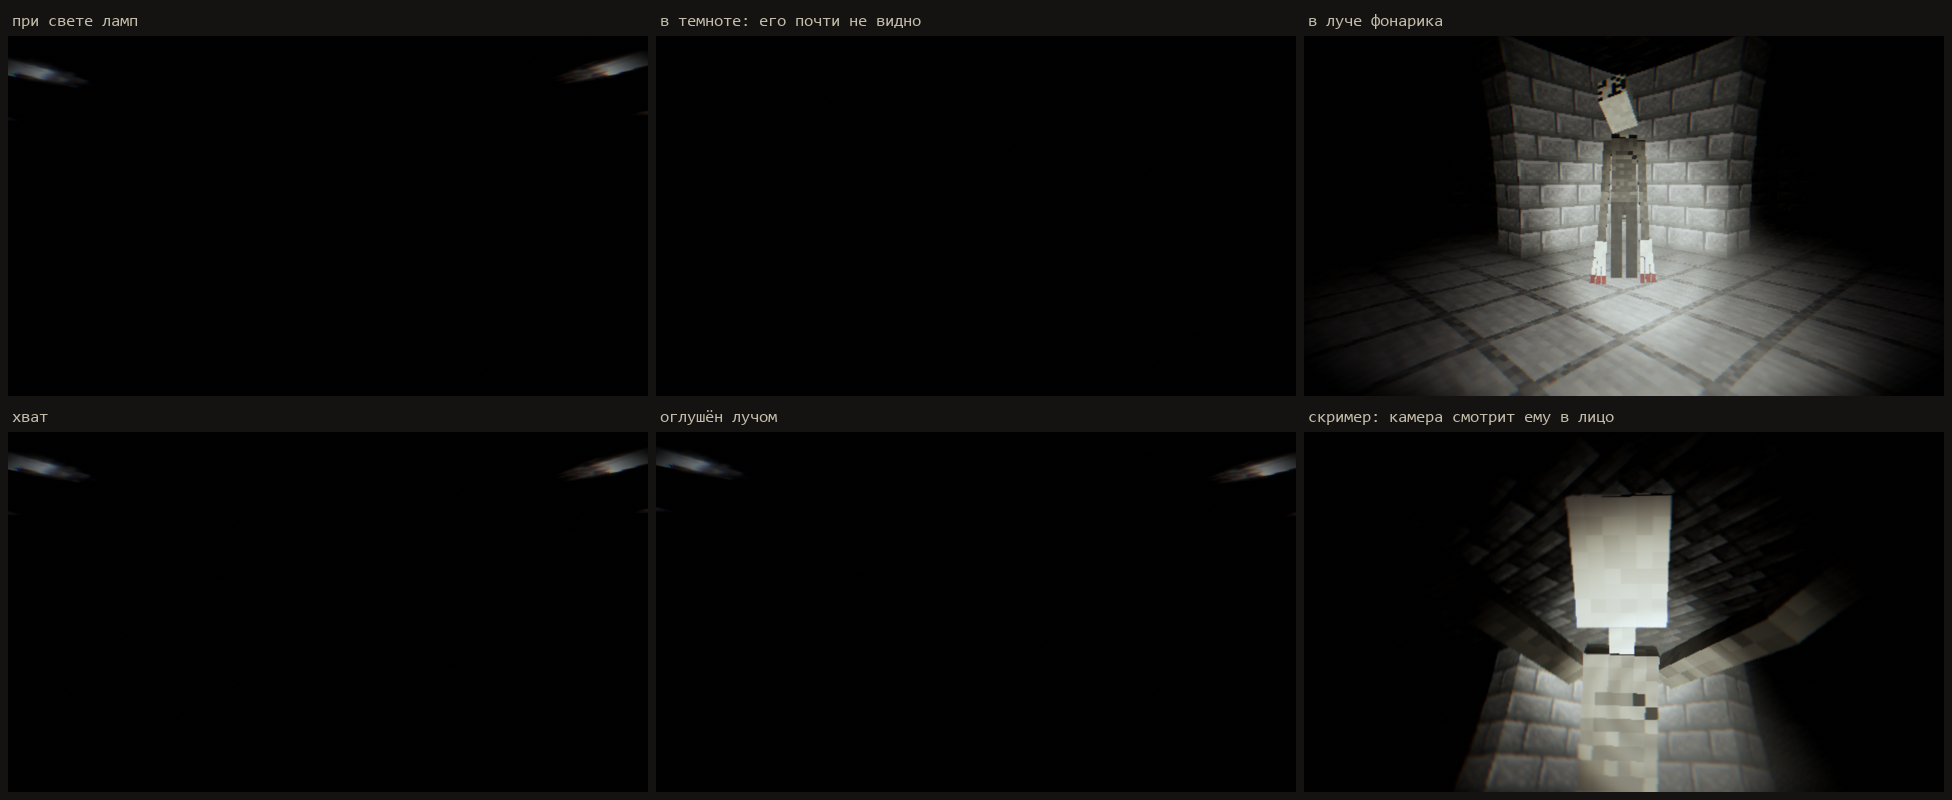 при свете ламп
в темноте: его почти не видно
в луче фонарика
хват
оглушён лучом
скример: камера смотрит ему в лицо